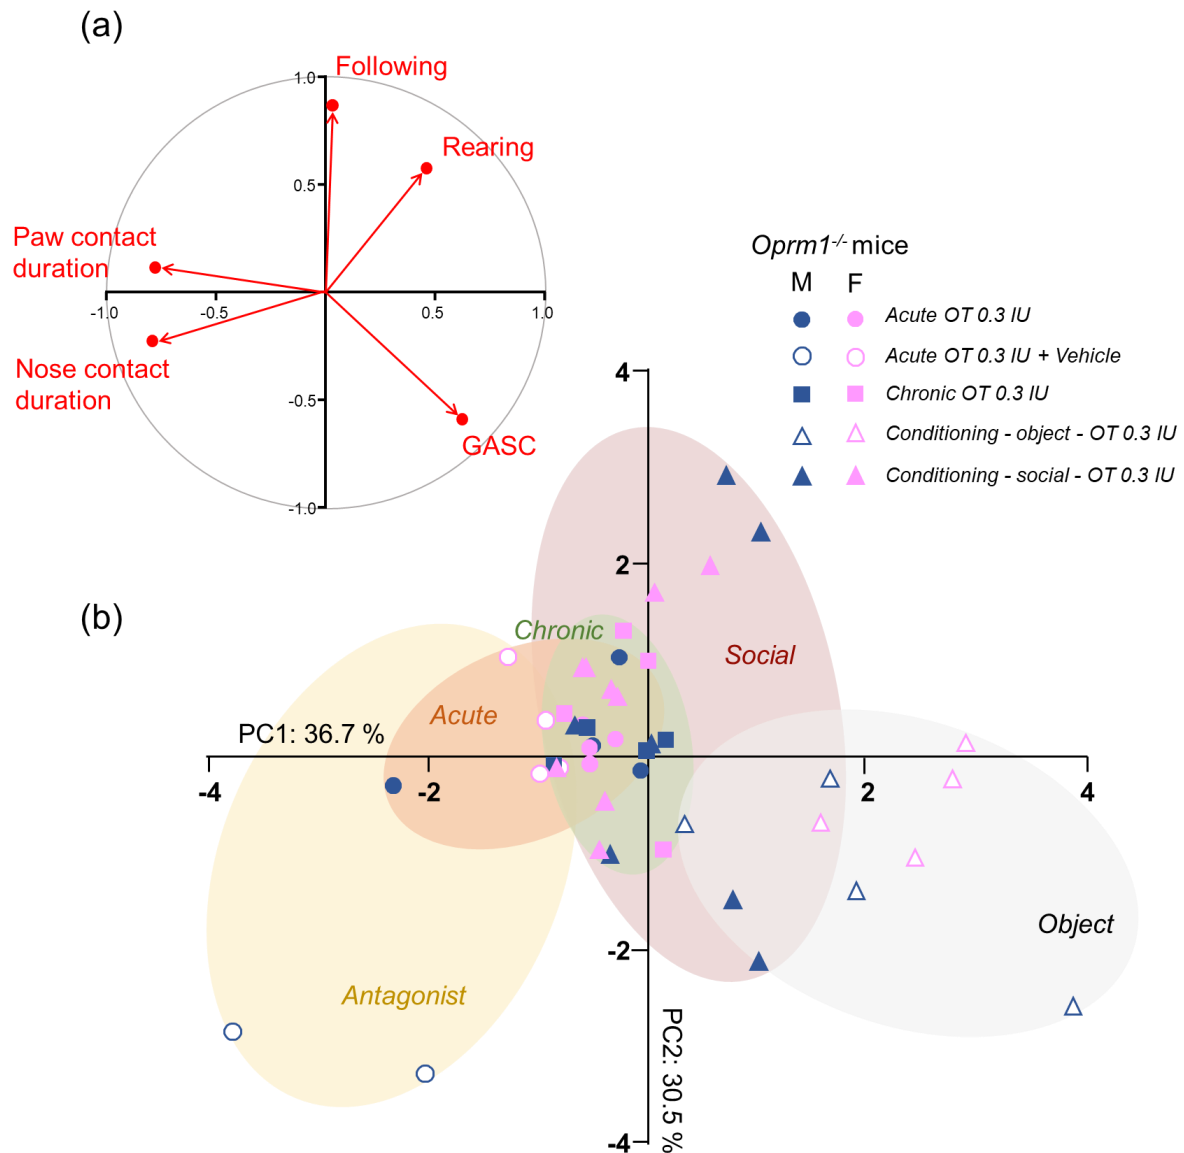 (a)
1.0
Following
Rearing
0.5
Paw contact
duration
-1.0
-0.5
0.5
1.0
Nose contact
duration
-0.5
GASC
-1.0
Oprm1-/- mice
M F
Acute OT 0.3 IU
Acute OT 0.3 IU + Vehicle
Chronic OT 0.3 IU
Conditioning - object - OT 0.3 IU
Conditioning - social - OT 0.3 IU
(b)
4
2
Chronic
Social
Acute
PC1: 36.7 %
-4
-2
2
4
Object
-2
Antagonist
PC2: 30.5 %
-4